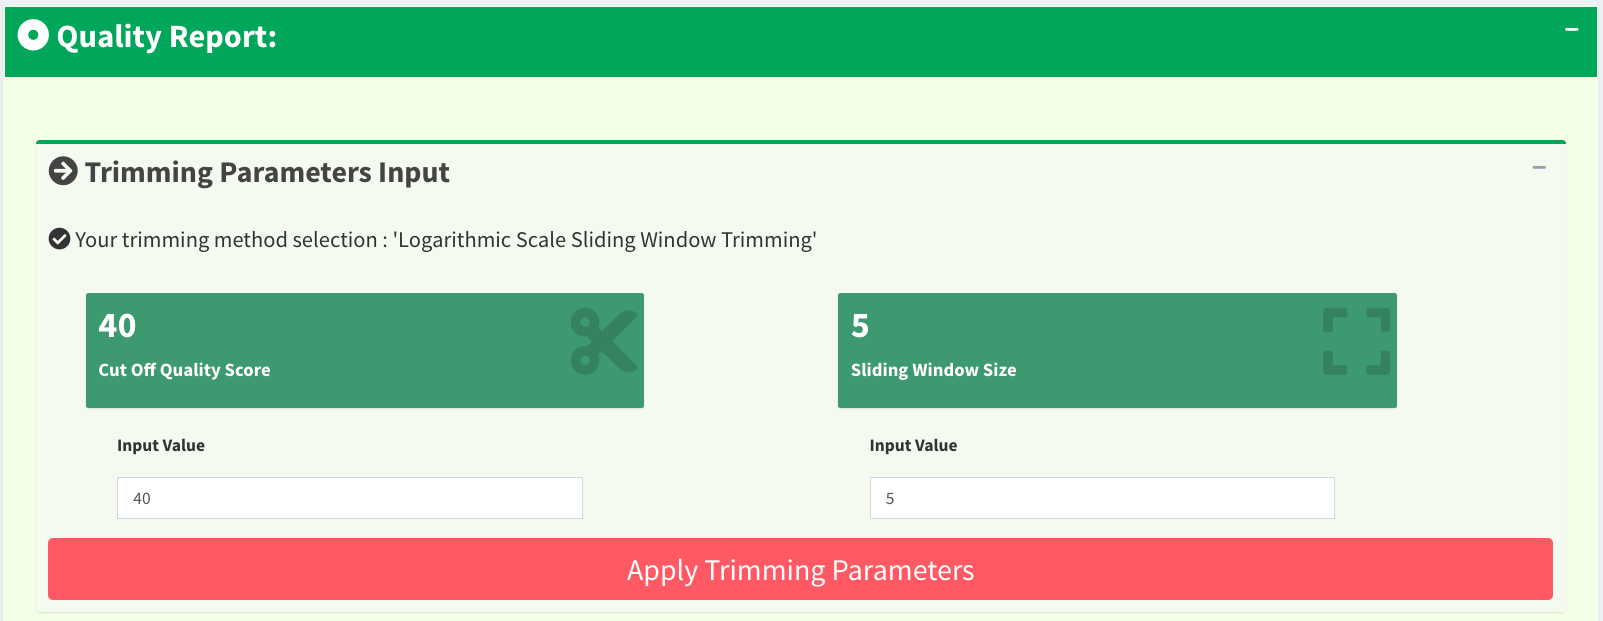 Quality Report:
Trimming Parameters Input
Your trimming method selection : 'Logarithmic Scale Sliding Window Trimming'
40
Cut Off Quality Score
5
Sliding Window Size
Input Value
Input Value
40
5
Apply Trimming Parameters